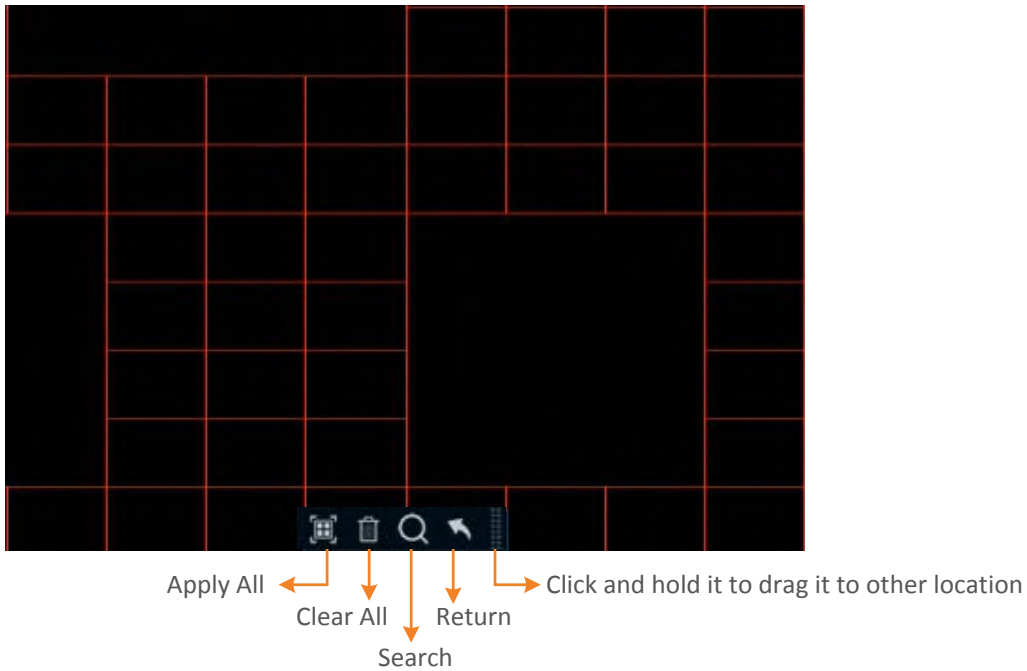 Apply All
Click and hold it to drag it to other location
Clear All
Return
Search